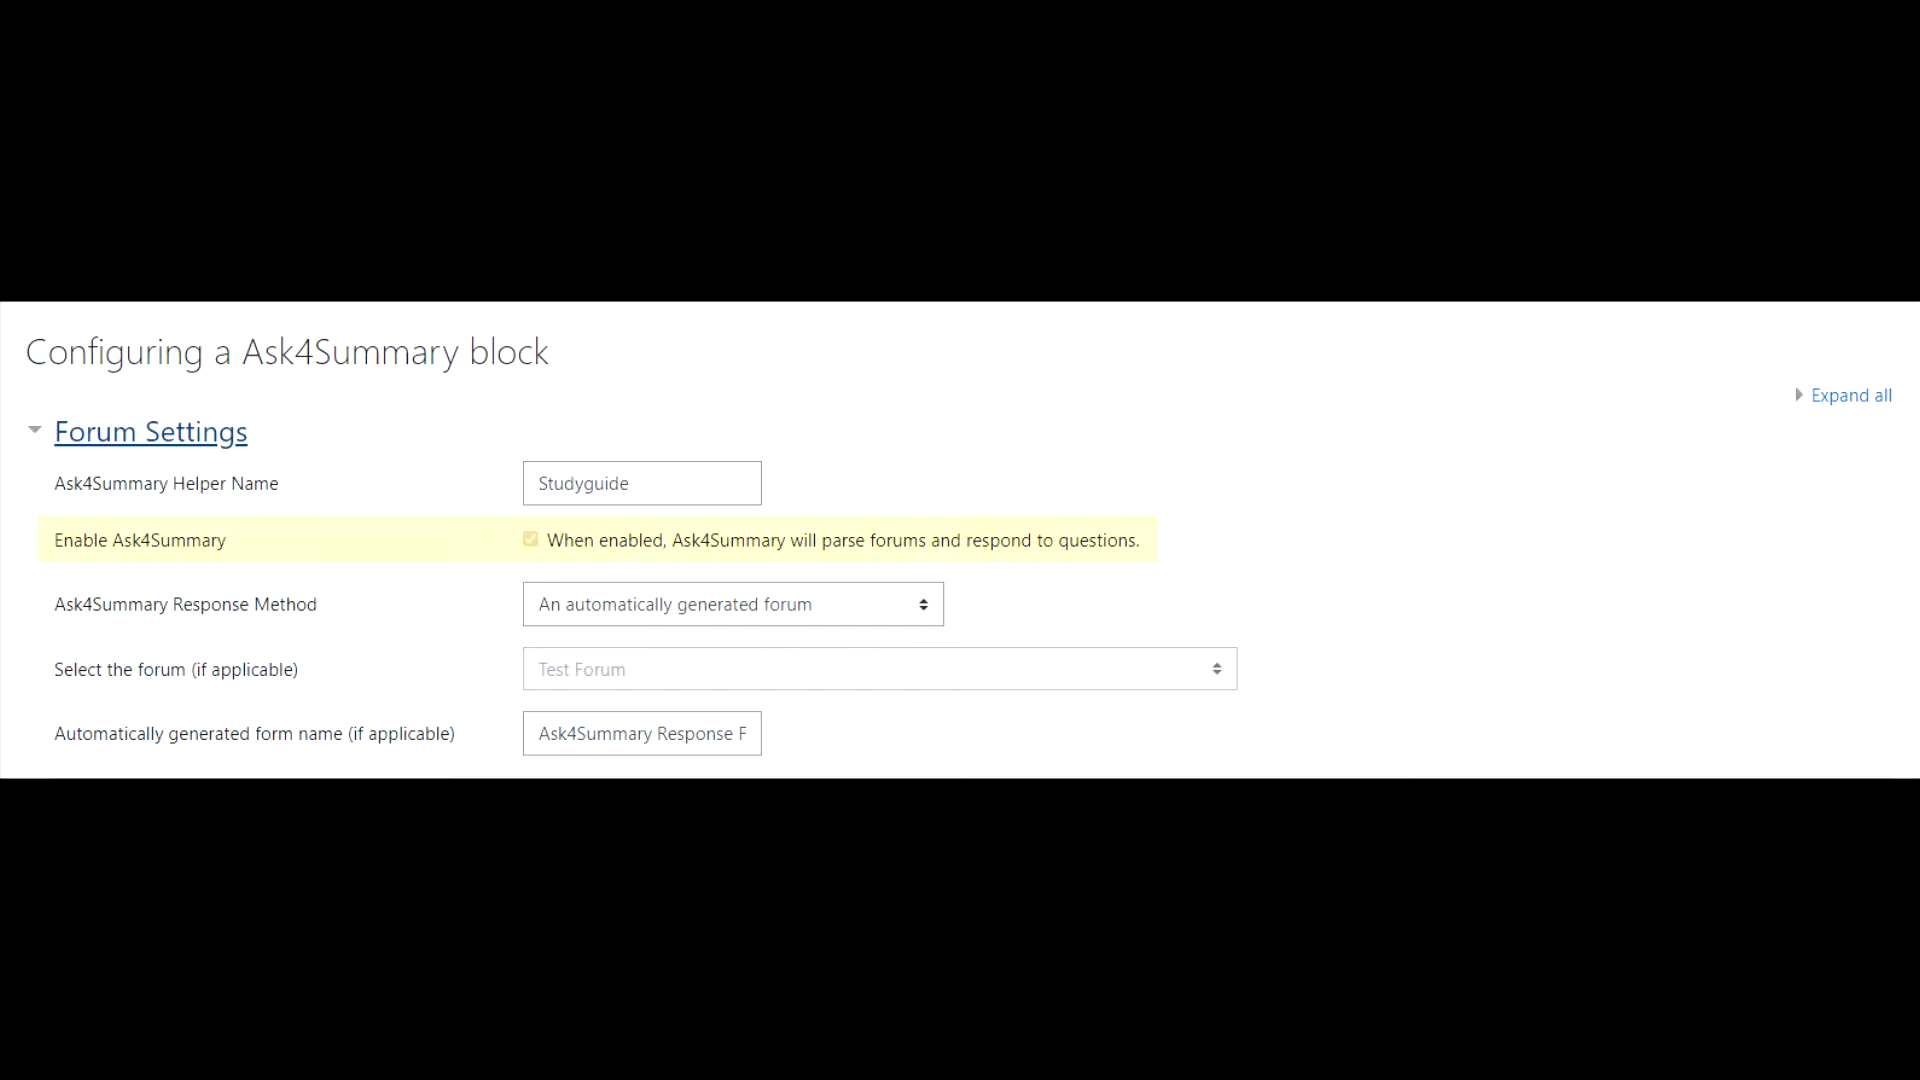 Configuring a Ask4Summary block
Expand all
Forum Settings
Ask4Summary Helper Name Studyguide
Enable Ask4Summary When enabled, Ask4Summary will parse forums and respond to questions.
Ask4Summary Response Method An automatically generated forum
Select the forum (if applicable) Test Forum
Automatically generated form name (if applicable) Ask4Summary Response F